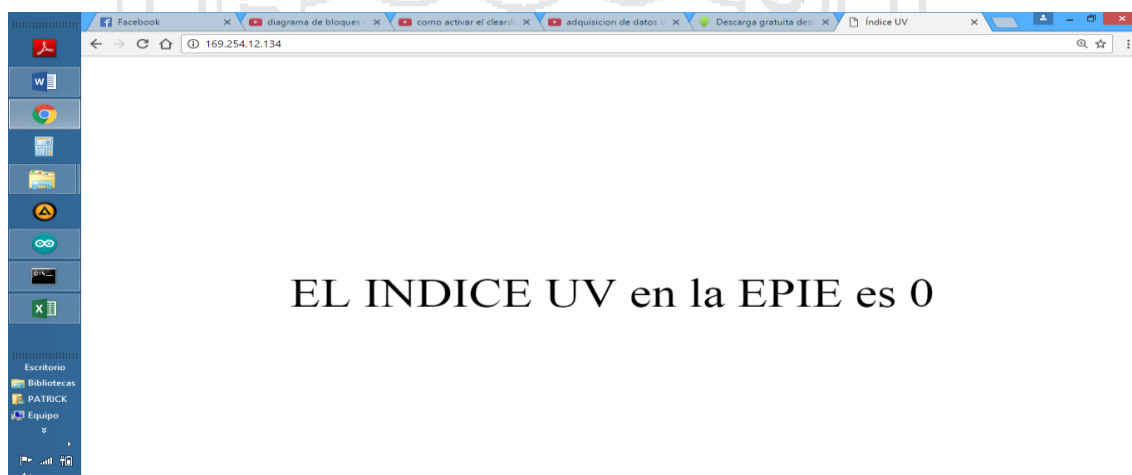 Facebook
diagrama de bloques
como activar el cleard
adquisicion de datos
Descarga gratuita des
Índice UV
169.254.12.134
EL INDICE UV en la EPIE es 0
Escritorio
Bibliotecas
PATRICK
Equipo